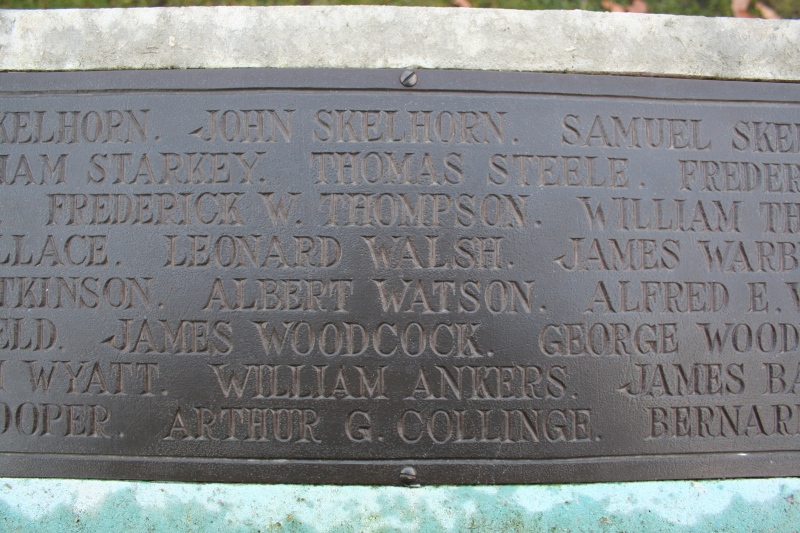 KELHORN. JOHN SKELHORN. SAMUEL SKEL
IAM STARKEY. THOMAS STEELE. FREDER
FREDERICK W. THOMPSON. WILLIAM TH
LLACE. LEONARD WALSH. JAMES WARB
TKINSON. ALBERT WATSON. ALFRED E. W
ELD. JAMES WOODCOCK. GEORGE WOOD
WYATT. WILLIAM ANKERS. JAMES BA
OOPER. ARTHUR G. COLLINGE. BERNARD